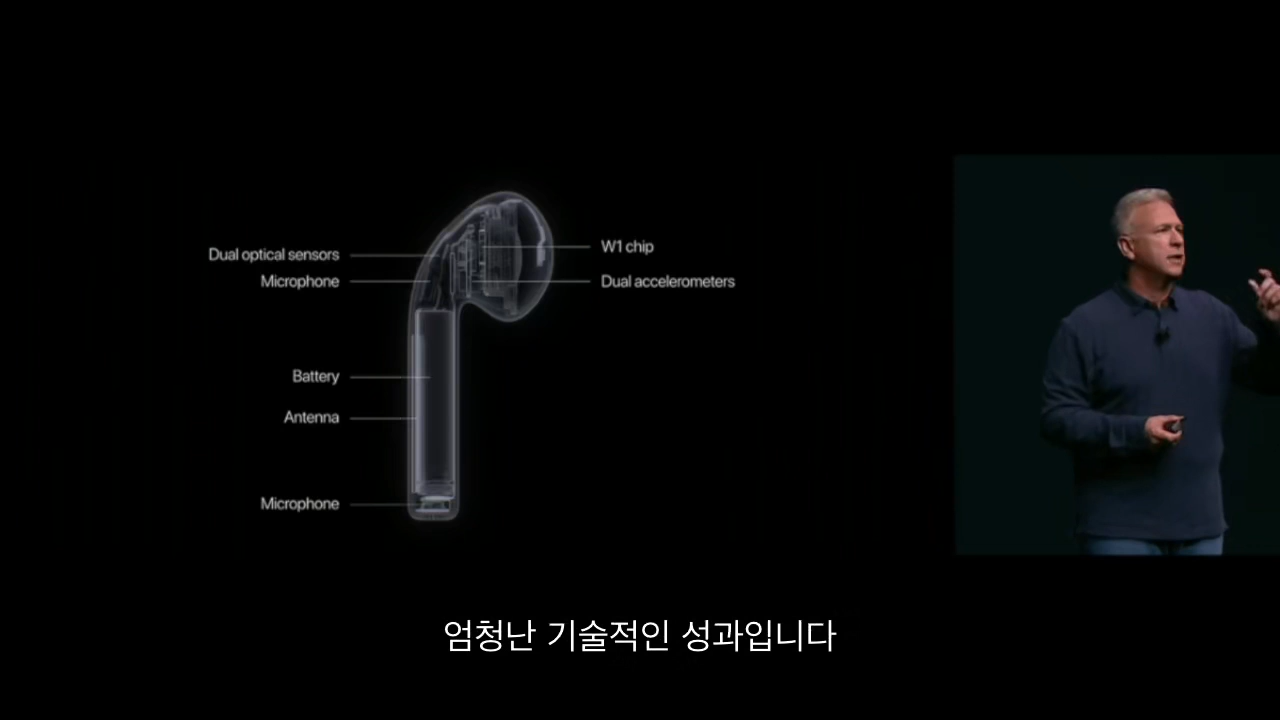 Dual optical sensors
Microphone
Battery
Antenna
Microphone
W1 chip
Dual accelerometers
엄청난 기술적인 성과입니다